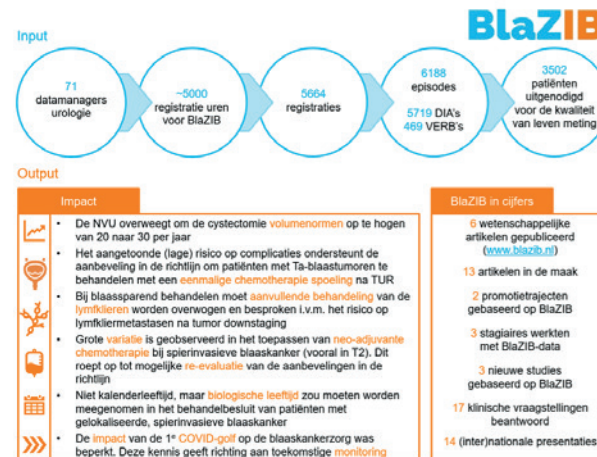 BlaZIB
Input
71
datamanagers
urologie
~5000
registratie uren
voor BlaZIB
5664
registraties
6188
episodes
5719 DIA's
469 VERB's
3502
patiënten
uitgenodigd
voor de kwaliteit
van leven meting
Output
Impact
• De NVU overweegt om de cystectomie volumenormen op te hogen
van 20 naar 30 per jaar
• Het aangetoonde (lage) risico op complicaties ondersteunt de
aanbeveling in de richtlijn om patiënten met Ta-blaastumoren te
behandelen met een eenmalige chemotherapie spoeling na TUR
• Bij blaassparend behandelen moet aanvullende behandeling van de
lymfklieren worden overwogen en besproken i.v.m. het risico op
lymfkliermetastasen na tumor downstaging
• Grote variatie is geobserveerd in het toepassen van neo-adjuvante
chemotherapie bij spierinvasieve blaaskanker (vooral in T2). Dit
roept op tot mogelijke re-evaluatie van de aanbevelingen in de
richtlijn
• Niet kalenderleeftijd, maar biologische leeftijd zou moeten worden
meegenomen in het behandelbesluit van patiënten met
gelokaliseerde, spierinvasieve blaaskanker
• De impact van de 1e COVID-golf op de blaaskankerzorg was
beperkt. Deze kennis geeft richting aan toekomstige monitoring
BlaZIB in cijfers
6 wetenschappelijke
artikelen gepubliceerd
(www.blazib.nl)
13 artikelen in de maak
2 promotietrajecten
gebaseerd op BlaZIB
3 stagiaires werkten
met BlaZIB-data
3 nieuwe studies
gebaseerd op BlaZIB
17 klinische vraagstellingen
beantwoord
14 (inter)nationale presentaties